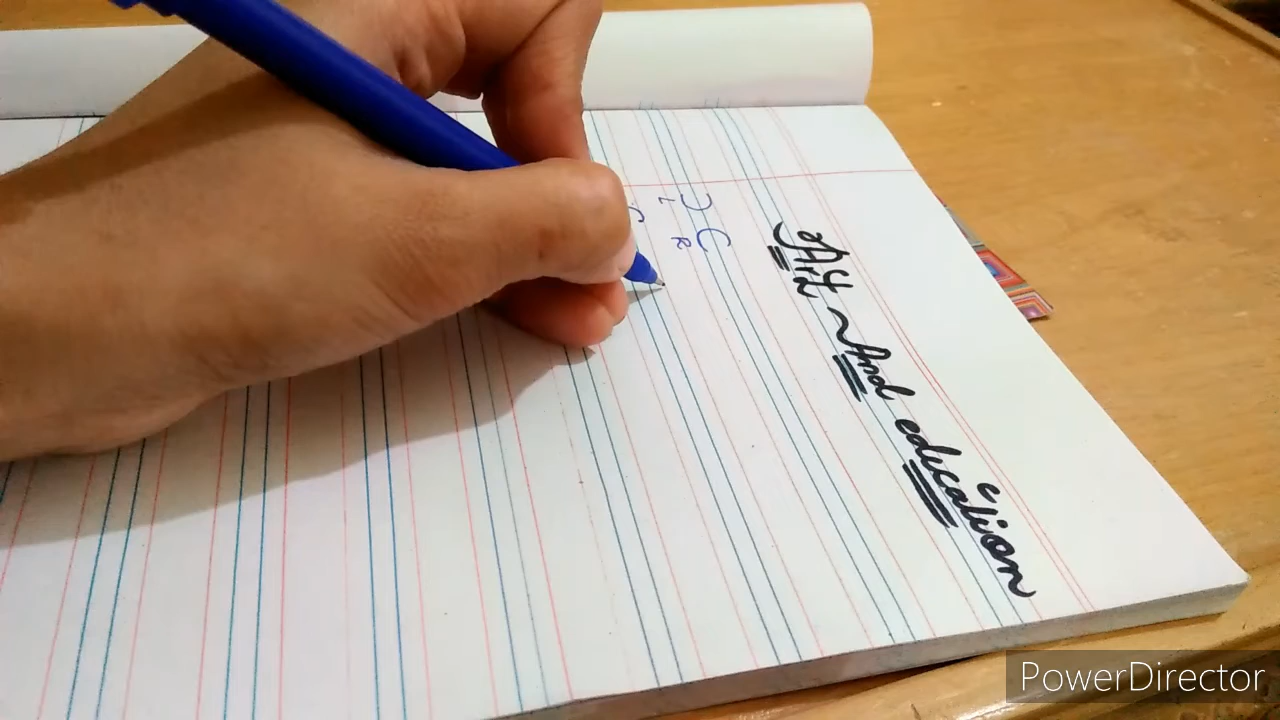 Art And education
Ↄ C
L R
C
PowerDirector